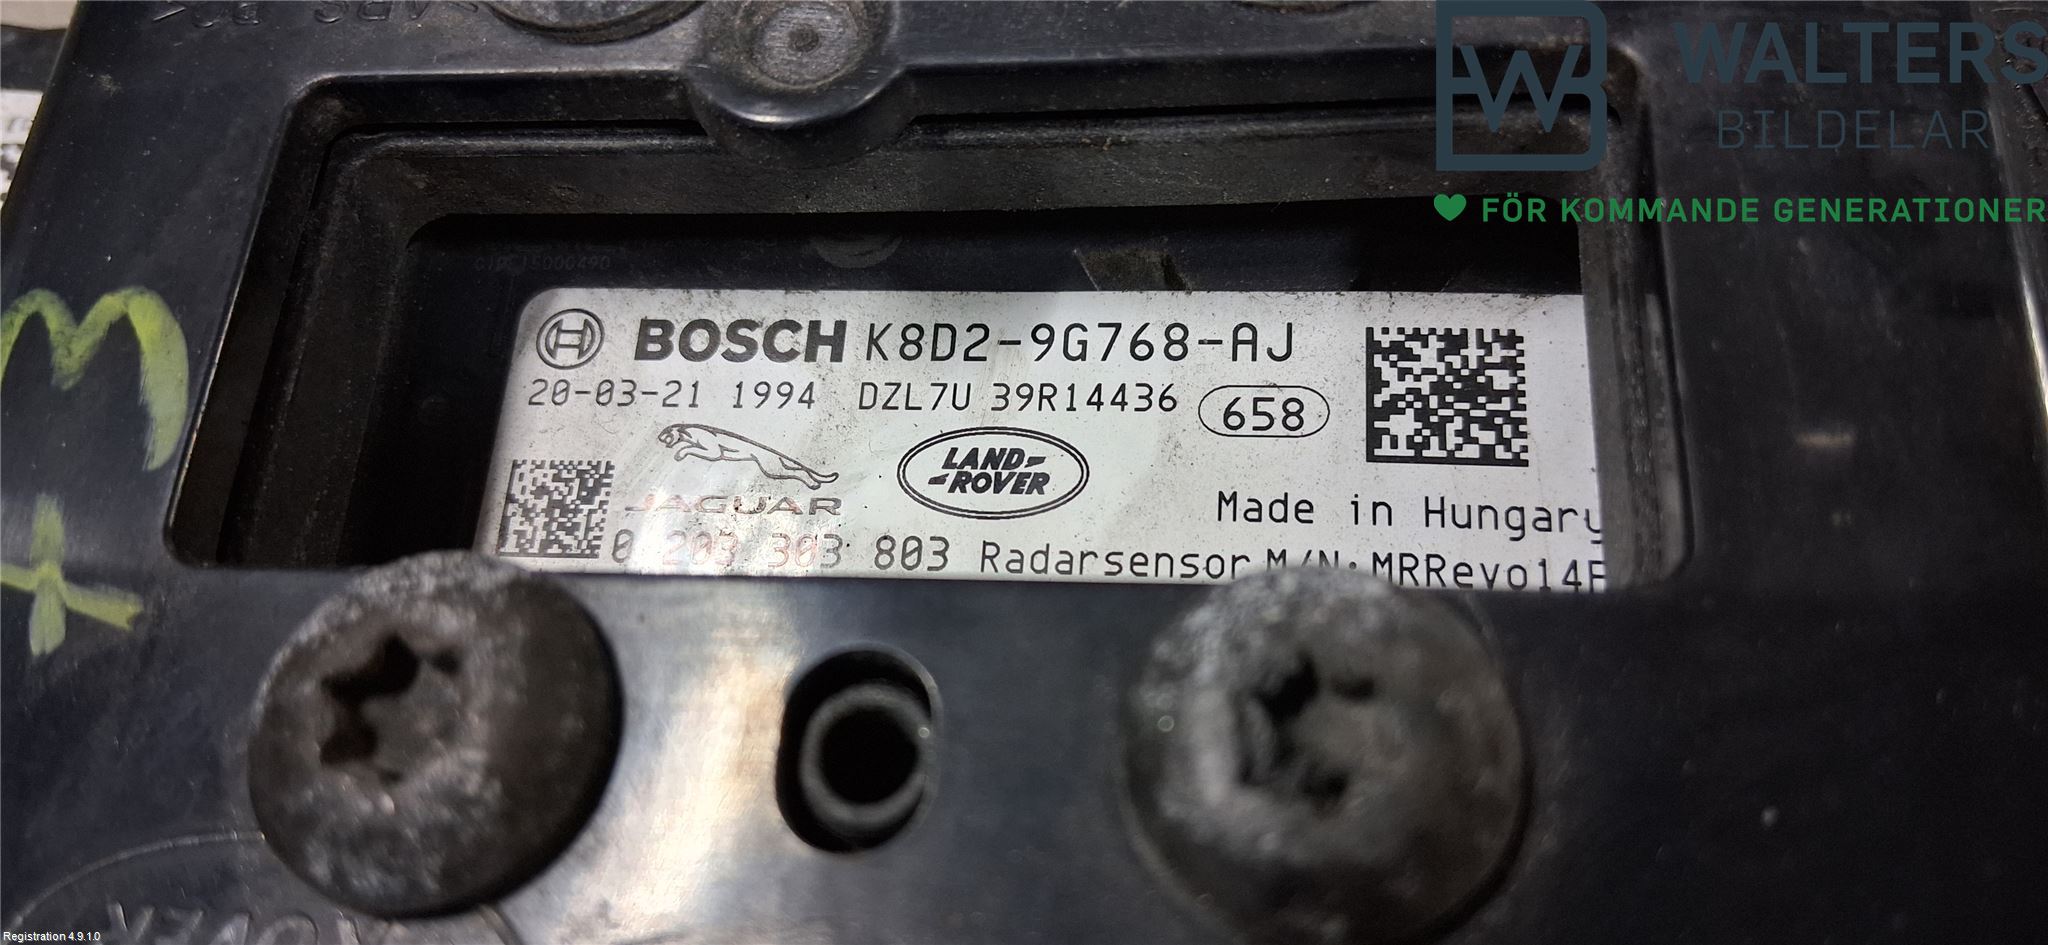 WALTERS
BILDELAR
FÖR KOMMANDE GENERATIONER
BOSCH K8D2-9G768-AJ
20-03-21 1994 DZL7U 39R14436 658
LAND-
-ROVER
JAGUAR
Made in Hungary
0 203 303 803 Radarsensor M/N: MRRevo14F
Registration 4.9.1.0